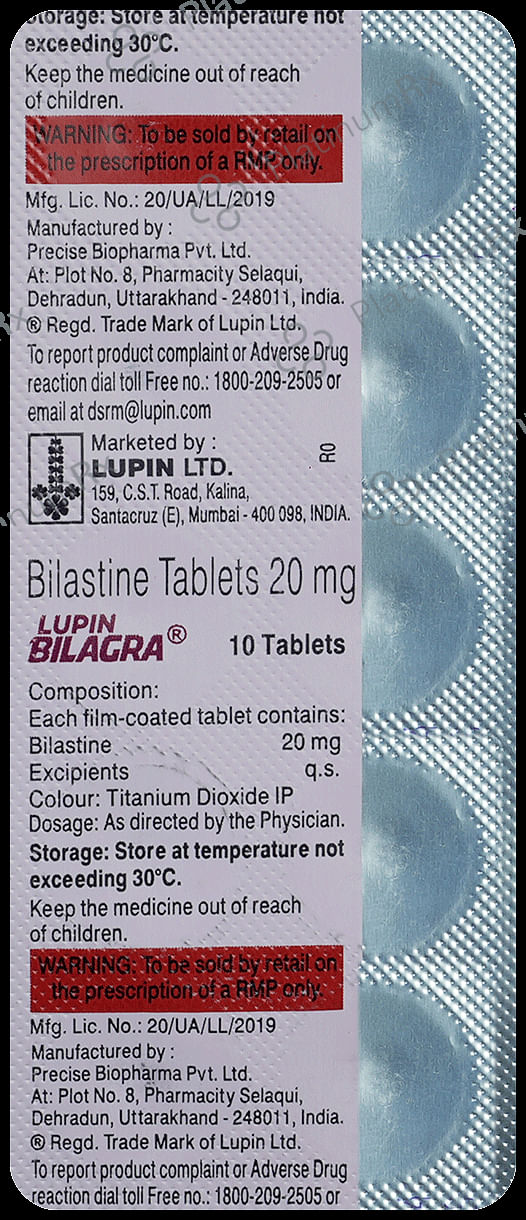 Storage: Store at temperature not
exceeding 30°C.
Keep the medicine out of reach
of children.
WARNING: To be sold by retail on
the prescription of a RMP only.
Mfg. Lic. No.: 20/UA/LL/2019
Manufactured by :
Precise Biopharma Pvt. Ltd.
At: Plot No. 8, Pharmacity Selaqui,
Dehradun, Uttarakhand - 248011, India.
® Regd. Trade Mark of Lupin Ltd.
To report product complaint or Adverse Drug
reaction dial toll Free no.: 1800-209-2505 or
email at dsrm@lupin.com
Marketed by :
LUPIN LTD.
159, C.S.T. Road, Kalina,
Santacruz (E), Mumbai - 400 098, INDIA.
R0
Bilastine Tablets 20 mg
LUPIN
BILAGRA®
10 Tablets
Composition:
Each film-coated tablet contains:
Bilastine 20 mg
Excipients q.s.
Colour: Titanium Dioxide IP
Dosage: As directed by the Physician.
Storage: Store at temperature not
exceeding 30°C.
Keep the medicine out of reach
of children.
WARNING: To be sold by retail on
the prescription of a RMP only.
Mfg. Lic. No.: 20/UA/LL/2019
Manufactured by :
Precise Biopharma Pvt. Ltd.
At: Plot No. 8, Pharmacity Selaqui,
Dehradun, Uttarakhand - 248011, India.
® Regd. Trade Mark of Lupin Ltd.
To report product complaint or Adverse Drug
reaction dial toll Free no.: 1800-209-2505 or